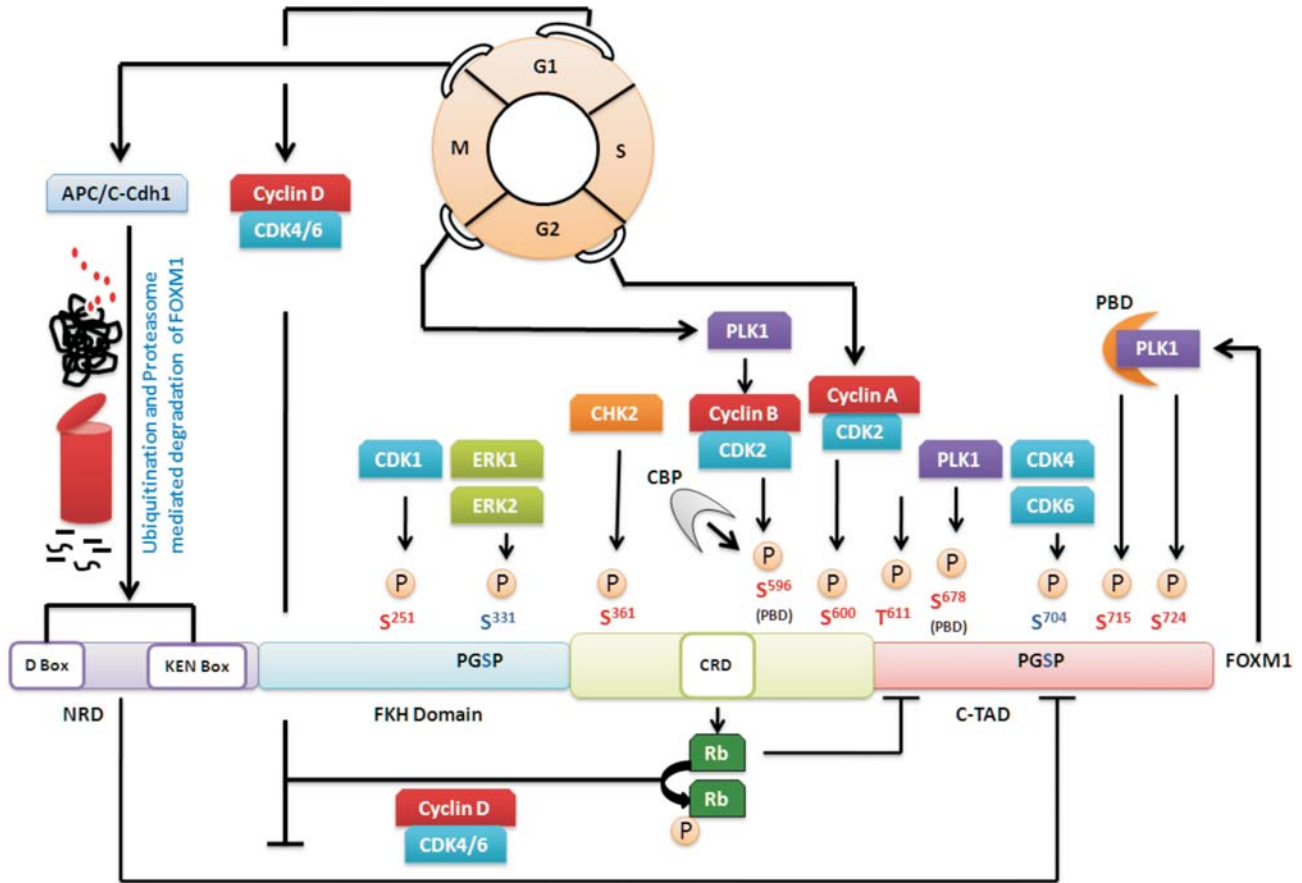 G1
M
S
G2
APC/C-Cdh1
Cyclin D
CDK4/6
Ubiquitination and Proteasome
mediated degradation of FOXM1
PLK1
PBD
PLK1
Cyclin A
CDK2
CHK2
Cyclin B
CDK2
CDK1
ERK1
ERK2
CBP
PLK1
CDK4
CDK6
P
P
P
P
P
P
P
P
P
P
S251
S331
S361
S596
(PBD)
S600
T611
S678
(PBD)
S704
S715
S724
D Box
KEN Box
PGSP
CRD
PGSP
FOXM1
NRD
FKH Domain
C-TAD
Rb
Rb
P
Cyclin D
CDK4/6